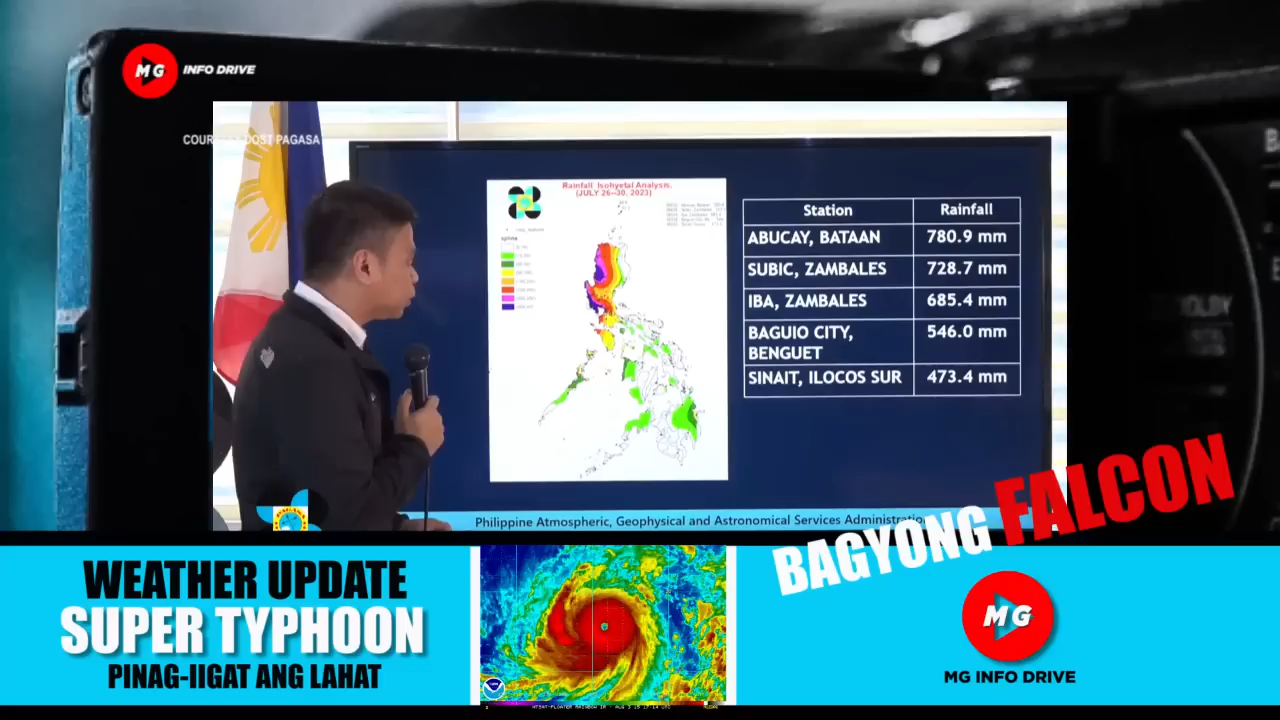 MG INFO DRIVE
DOST PAGASA
Rainfall Isohyetal Analysis.
(JULY 26-30, 2023)
Station Rainfall
ABUCAY, BATAAN 780.9 mm
SUBIC, ZAMBALES 728.7 mm
IBA, ZAMBALES 685.4 mm
BAGUIO CITY, 546.0 mm
BENGUET
SINAIT, ILOCOS SUR 473.4 mm
Philippine Atmospheric, Geophysical and Astronomical Services
BAGYONG FALCON
WEATHER UPDATE
SUPER TYPHOON
PINAG-IIGAT ANG LAHAT
MG
MG INFO DRIVE